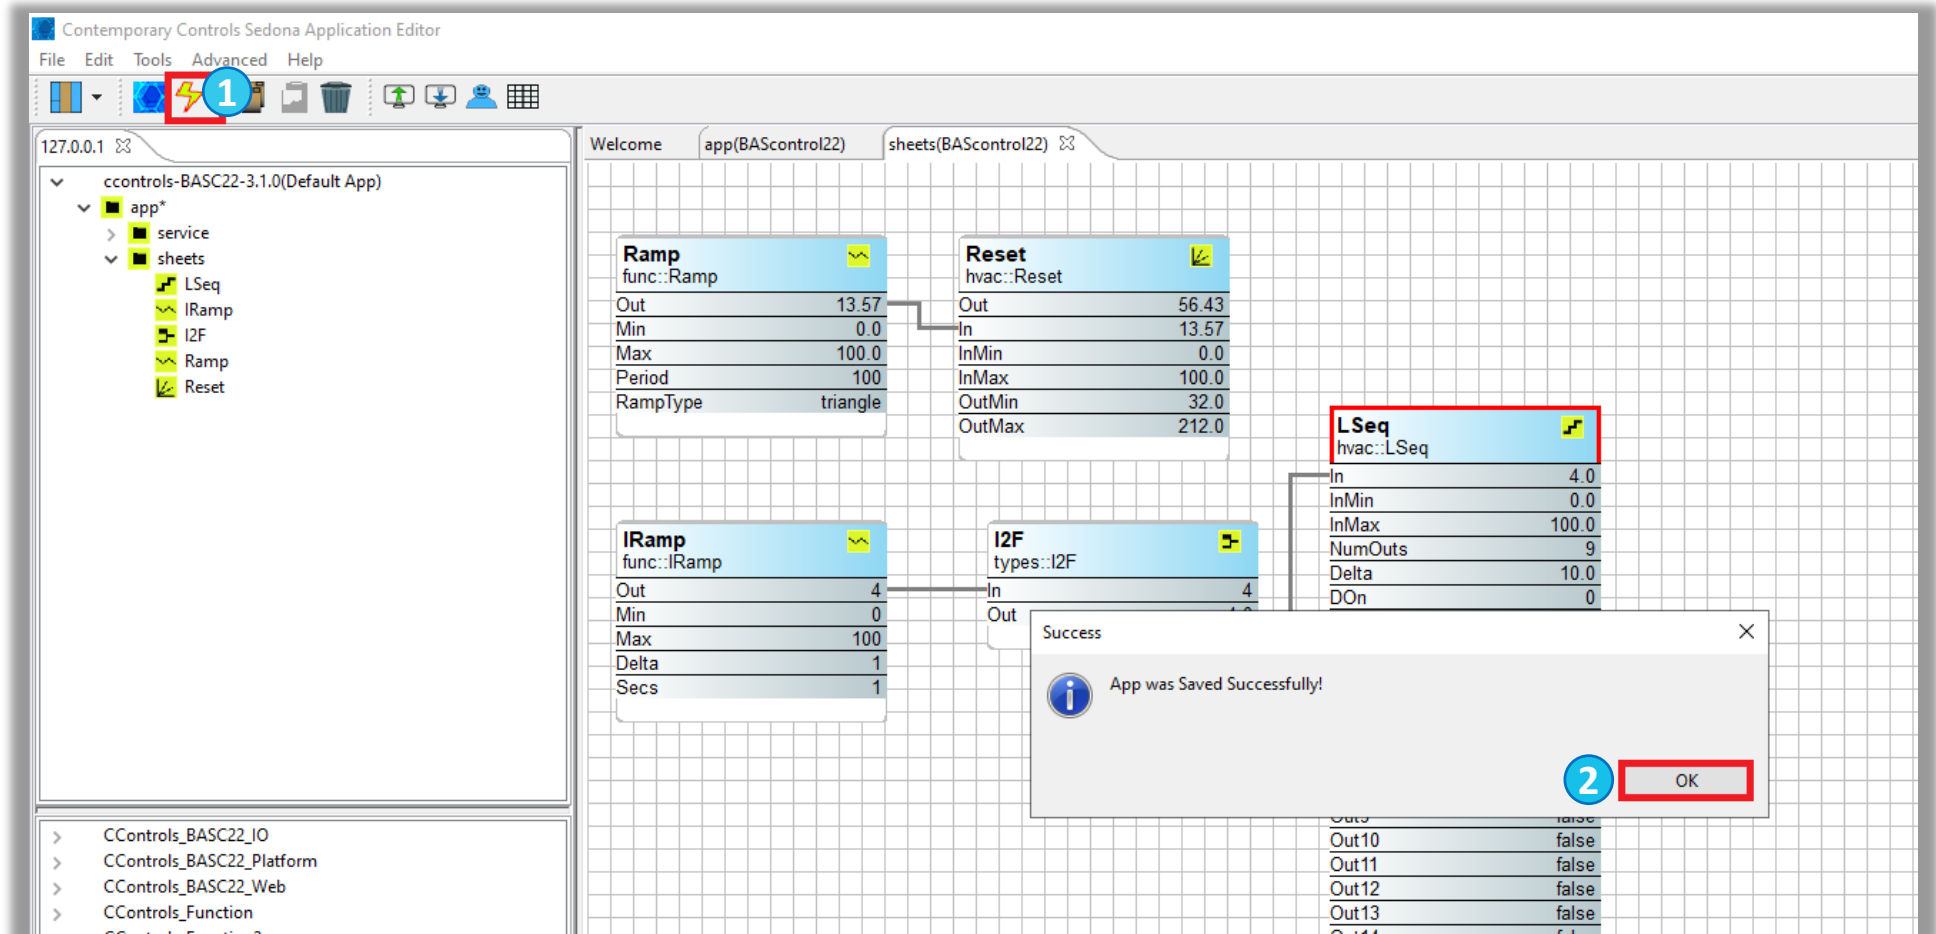 Contemporary Controls Sedona Application Editor
File Edit Tools Advanced Help
1
127.0.0.1
Welcome app(BAScontrol22) sheets(BAScontrol22)
ccontrols-BASC22-3.1.0(Default App)
app*
service
sheets
LSeq
IRamp
I2F
Ramp
Reset
Ramp
func::Ramp
Out 13.57
Min 0.0
Max 100.0
Period 100
RampType triangle
Reset
hvac::Reset
Out 56.43
In 13.57
InMin 0.0
InMax 100.0
OutMin 32.0
OutMax 212.0
LSeq
hvac::LSeq
In 4.0
InMin 0.0
InMax 100.0
NumOuts 9
Delta 10.0
DOn 0
IRamp
func::IRamp
Out 4
Min 0
Max 100
Delta 1
Secs 1
I2F
types::I2F
In 4
Out
Success
App was Saved Successfully!
2
OK
Out9 false
Out10 false
Out11 false
Out12 false
Out13 false
CControls_BASC22_IO
CControls_BASC22_Platform
CControls_BASC22_Web
CControls_Function